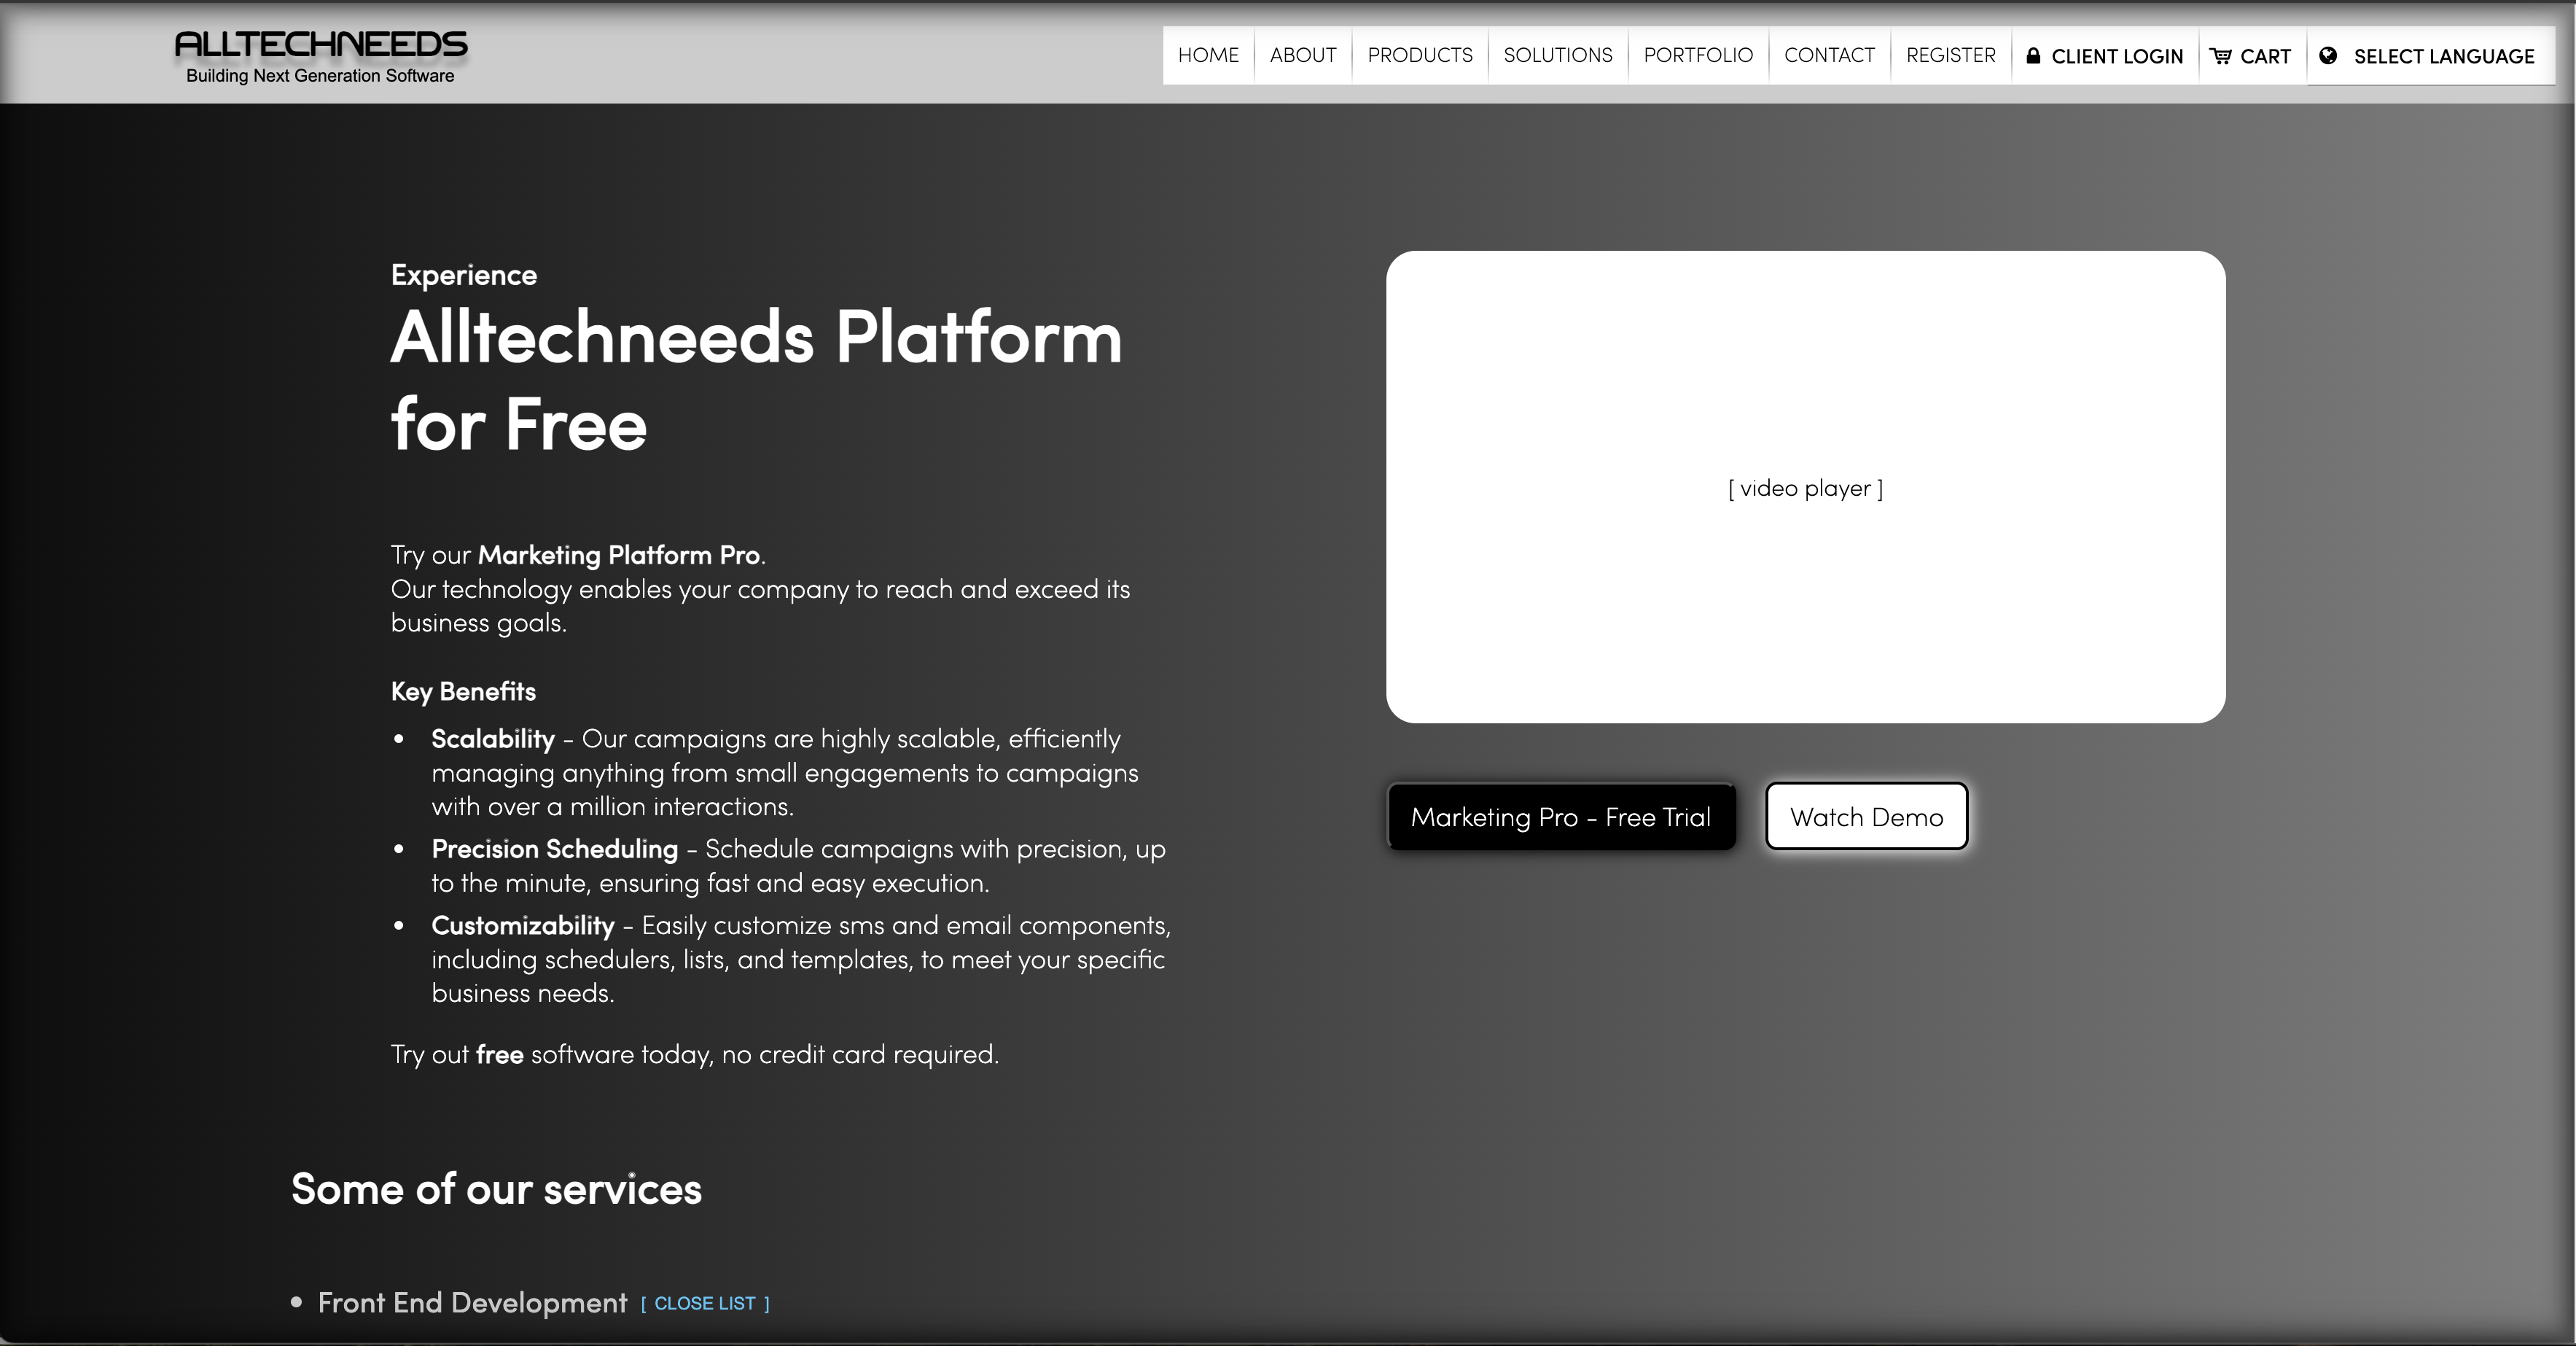 ALLTECHNEEDS
Building Next Generation Software
HOME ABOUT PRODUCTS SOLUTIONS PORTFOLIO CONTACT REGISTER CLIENT LOGIN CART SELECT LANGUAGE
Experience
Alltechneeds Platform
for Free
Try our Marketing Platform Pro.
Our technology enables your company to reach and exceed its
business goals.
Key Benefits
• Scalability - Our campaigns are highly scalable, efficiently
managing anything from small engagements to campaigns
with over a million interactions.
• Precision Scheduling - Schedule campaigns with precision, up
to the minute, ensuring fast and easy execution.
• Customizability - Easily customize sms and email components,
including schedulers, lists, and templates, to meet your specific
business needs.
Try out free software today, no credit card required.
[ video player ]
Marketing Pro - Free Trial
Watch Demo
Some of our services
• Front End Development [ CLOSE LIST ]